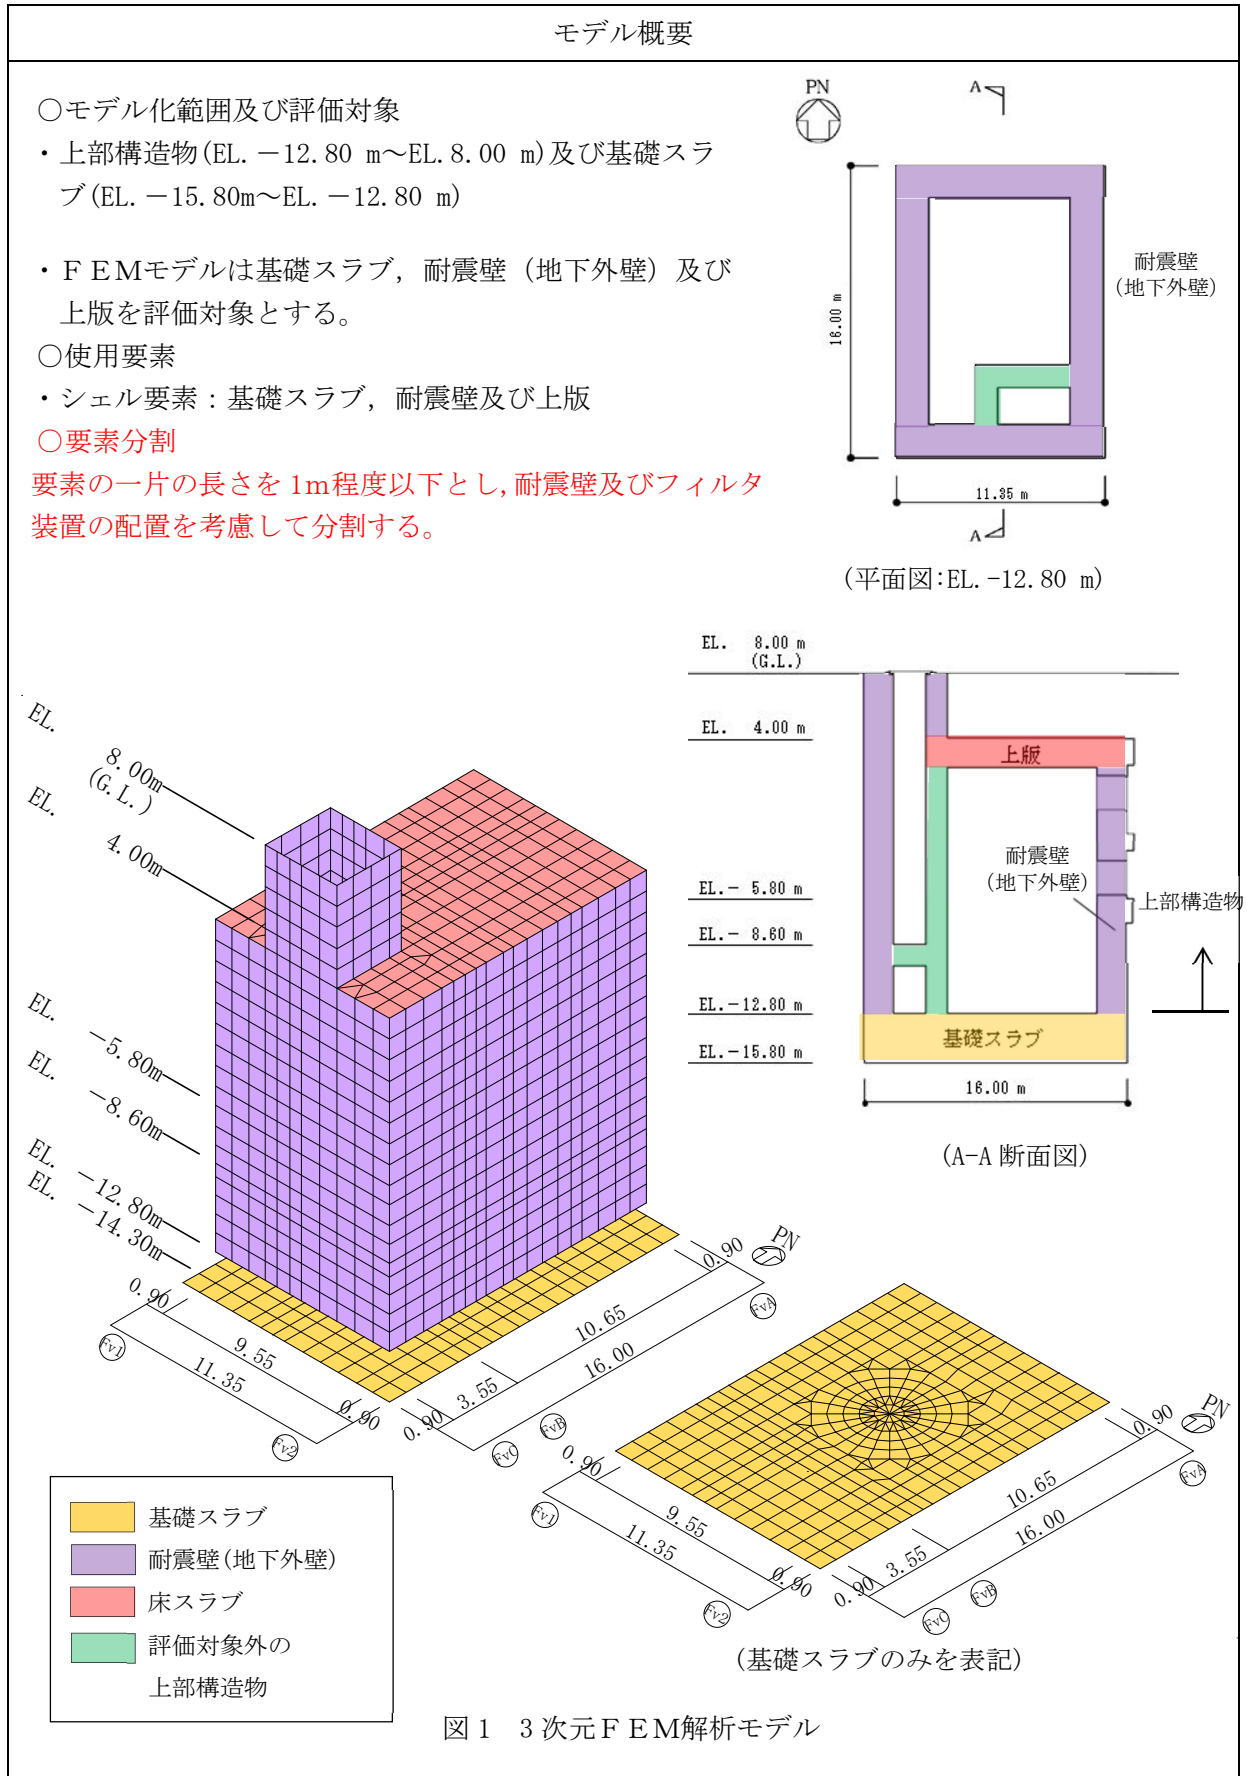 モデル概要
○モデル化範囲及び評価対象
・上部構造物(EL.－12.80 m～EL.8.00 m)及び基礎スラ
ブ(EL.－15.80m～EL.－12.80 m)
・ＦＥＭモデルは基礎スラブ，耐震壁（地下外壁）及び
上版を評価対象とする。
○使用要素
・シェル要素：基礎スラブ，耐震壁及び上版
○要素分割
要素の一片の長さを 1ｍ程度以下とし,耐震壁及びフィルタ
装置の配置を考慮して分割する。
PN
A
16.00 m
耐震壁
(地下外壁)
11.35 m
A
(平面図:EL.-12.80 m)
EL. 8.00 m
(G.L.)
EL. 4.00 m
上版
耐震壁
(地下外壁)
EL.－ 5.80 m
上部構造物
EL.－ 8.60 m
EL.－12.80 m
基礎スラブ
EL.－15.80 m
16.00 m
(A-A 断面図)
EL. 8.00m
(G.L.)
EL. 4.00m
EL. －5.80m
EL. －8.60m
EL. －12.80m
EL. －14.30m
0.90
9.55
11.35
0.90
Fv1
Fv2
0.90
3.55
10.65
16.00
0.90
FvC
FvB
FvA
PN
0.90
9.55
11.35
0.90
Fv1
Fv2
0.90
3.55
10.65
16.00
0.90
FvC
FvB
FvA
PN
(基礎スラブのみを表記)
基礎スラブ
耐震壁(地下外壁)
床スラブ
評価対象外の
上部構造物
図 1　3 次元ＦＥＭ解析モデル